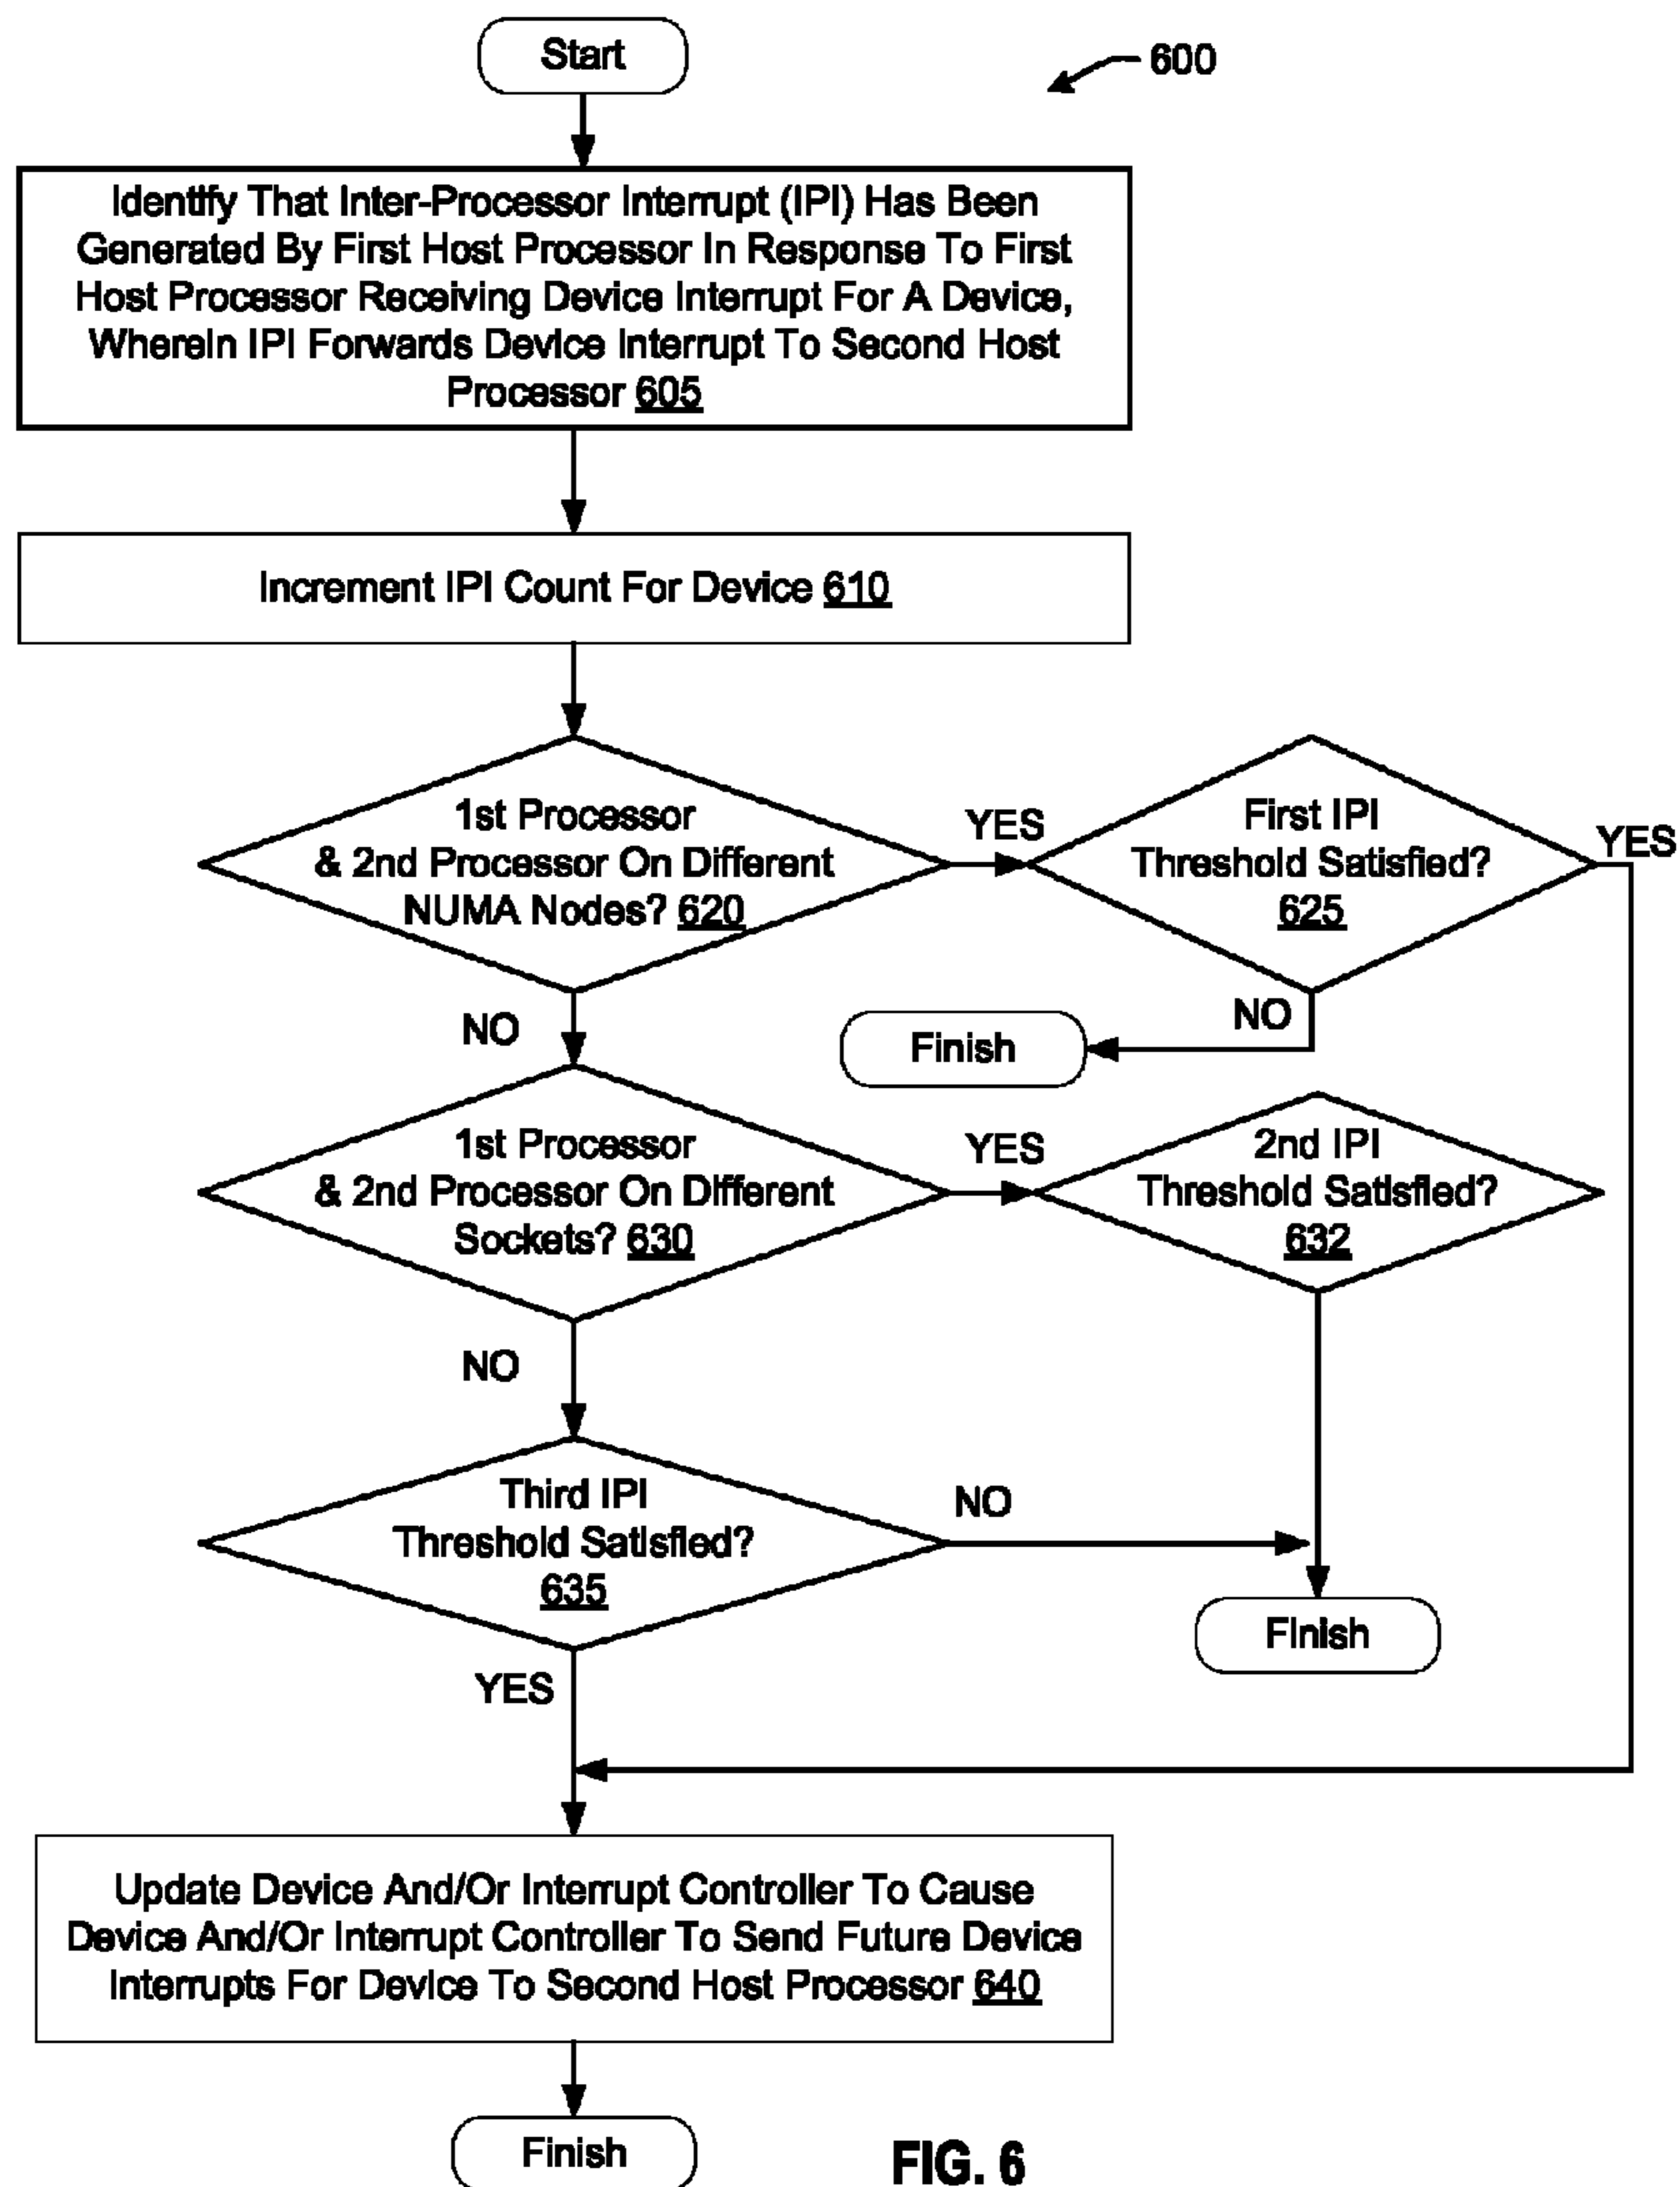 Start
600
Identify That Inter-Processor Interrupt (IPI) Has Been
Generated By First Host Processor In Response To First
Host Processor Receiving Device Interrupt For A Device,
Wherein IPI Forwards Device Interrupt To Second Host
Processor 605
Increment IPI Count For Device 610
1st Processor
& 2nd Processor On Different
NUMA Nodes? 620
YES
First IPI
Threshold Satisfied?
625
YES
NO
NO
Finish
1st Processor
& 2nd Processor On Different
Sockets? 630
YES
2nd IPI
Threshold Satisfied?
632
NO
Third IPI
Threshold Satisfied?
635
NO
Finish
YES
Update Device And/Or Interrupt Controller To Cause
Device And/Or Interrupt Controller To Send Future Device
Interrupts For Device To Second Host Processor 640
Finish
FIG. 6